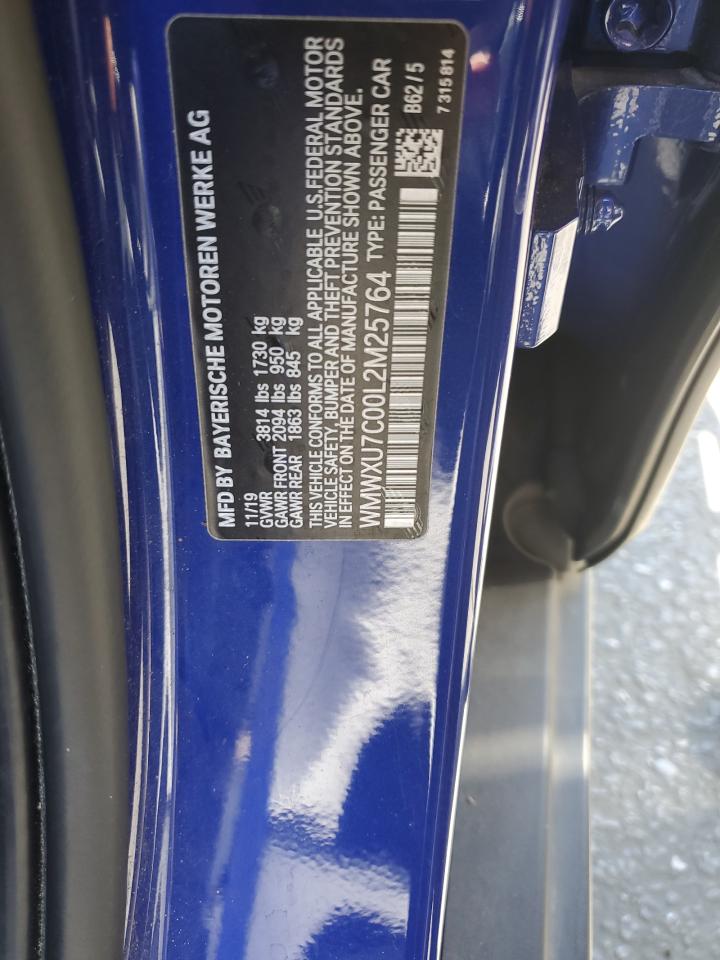 MFD BY BAYERISCHE MOTOREN WERKE AG
11/19
GVWR 3814 lbs 1730 kg
GAWR FRONT 2094 lbs 950 kg
GAWR REAR 1863 lbs 845 kg
THIS VEHICLE CONFORMS TO ALL APPLICABLE U.S.FEDERAL MOTOR
VEHICLE SAFETY, BUMPER AND THEFT PREVENTION STANDARDS
IN EFFECT ON THE DATE OF MANUFACTURE SHOWN ABOVE.
WMWXU7C00L2M25764 TYPE: PASSENGER CAR
B62 / 5
7 315 814